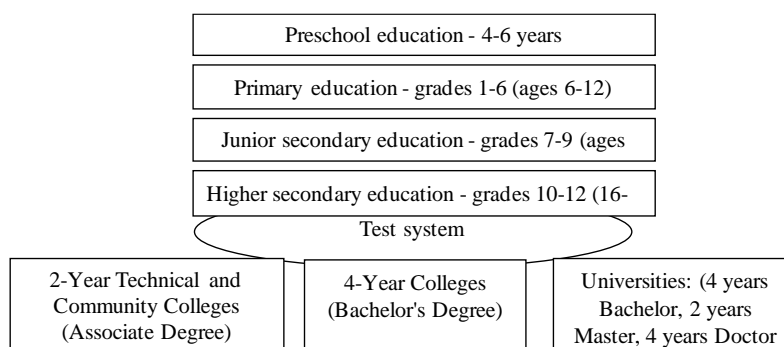 Preschool education - 4-6 years
Primary education - grades 1-6 (ages 6-12)
Junior secondary education - grades 7-9 (ages
Higher secondary education - grades 10-12 (16-
Test system
2-Year Technical and
Community Colleges
(Associate Degree)
4-Year Colleges
(Bachelor's Degree)
Universities: (4 years
Bachelor, 2 years
Master, 4 years Doctor